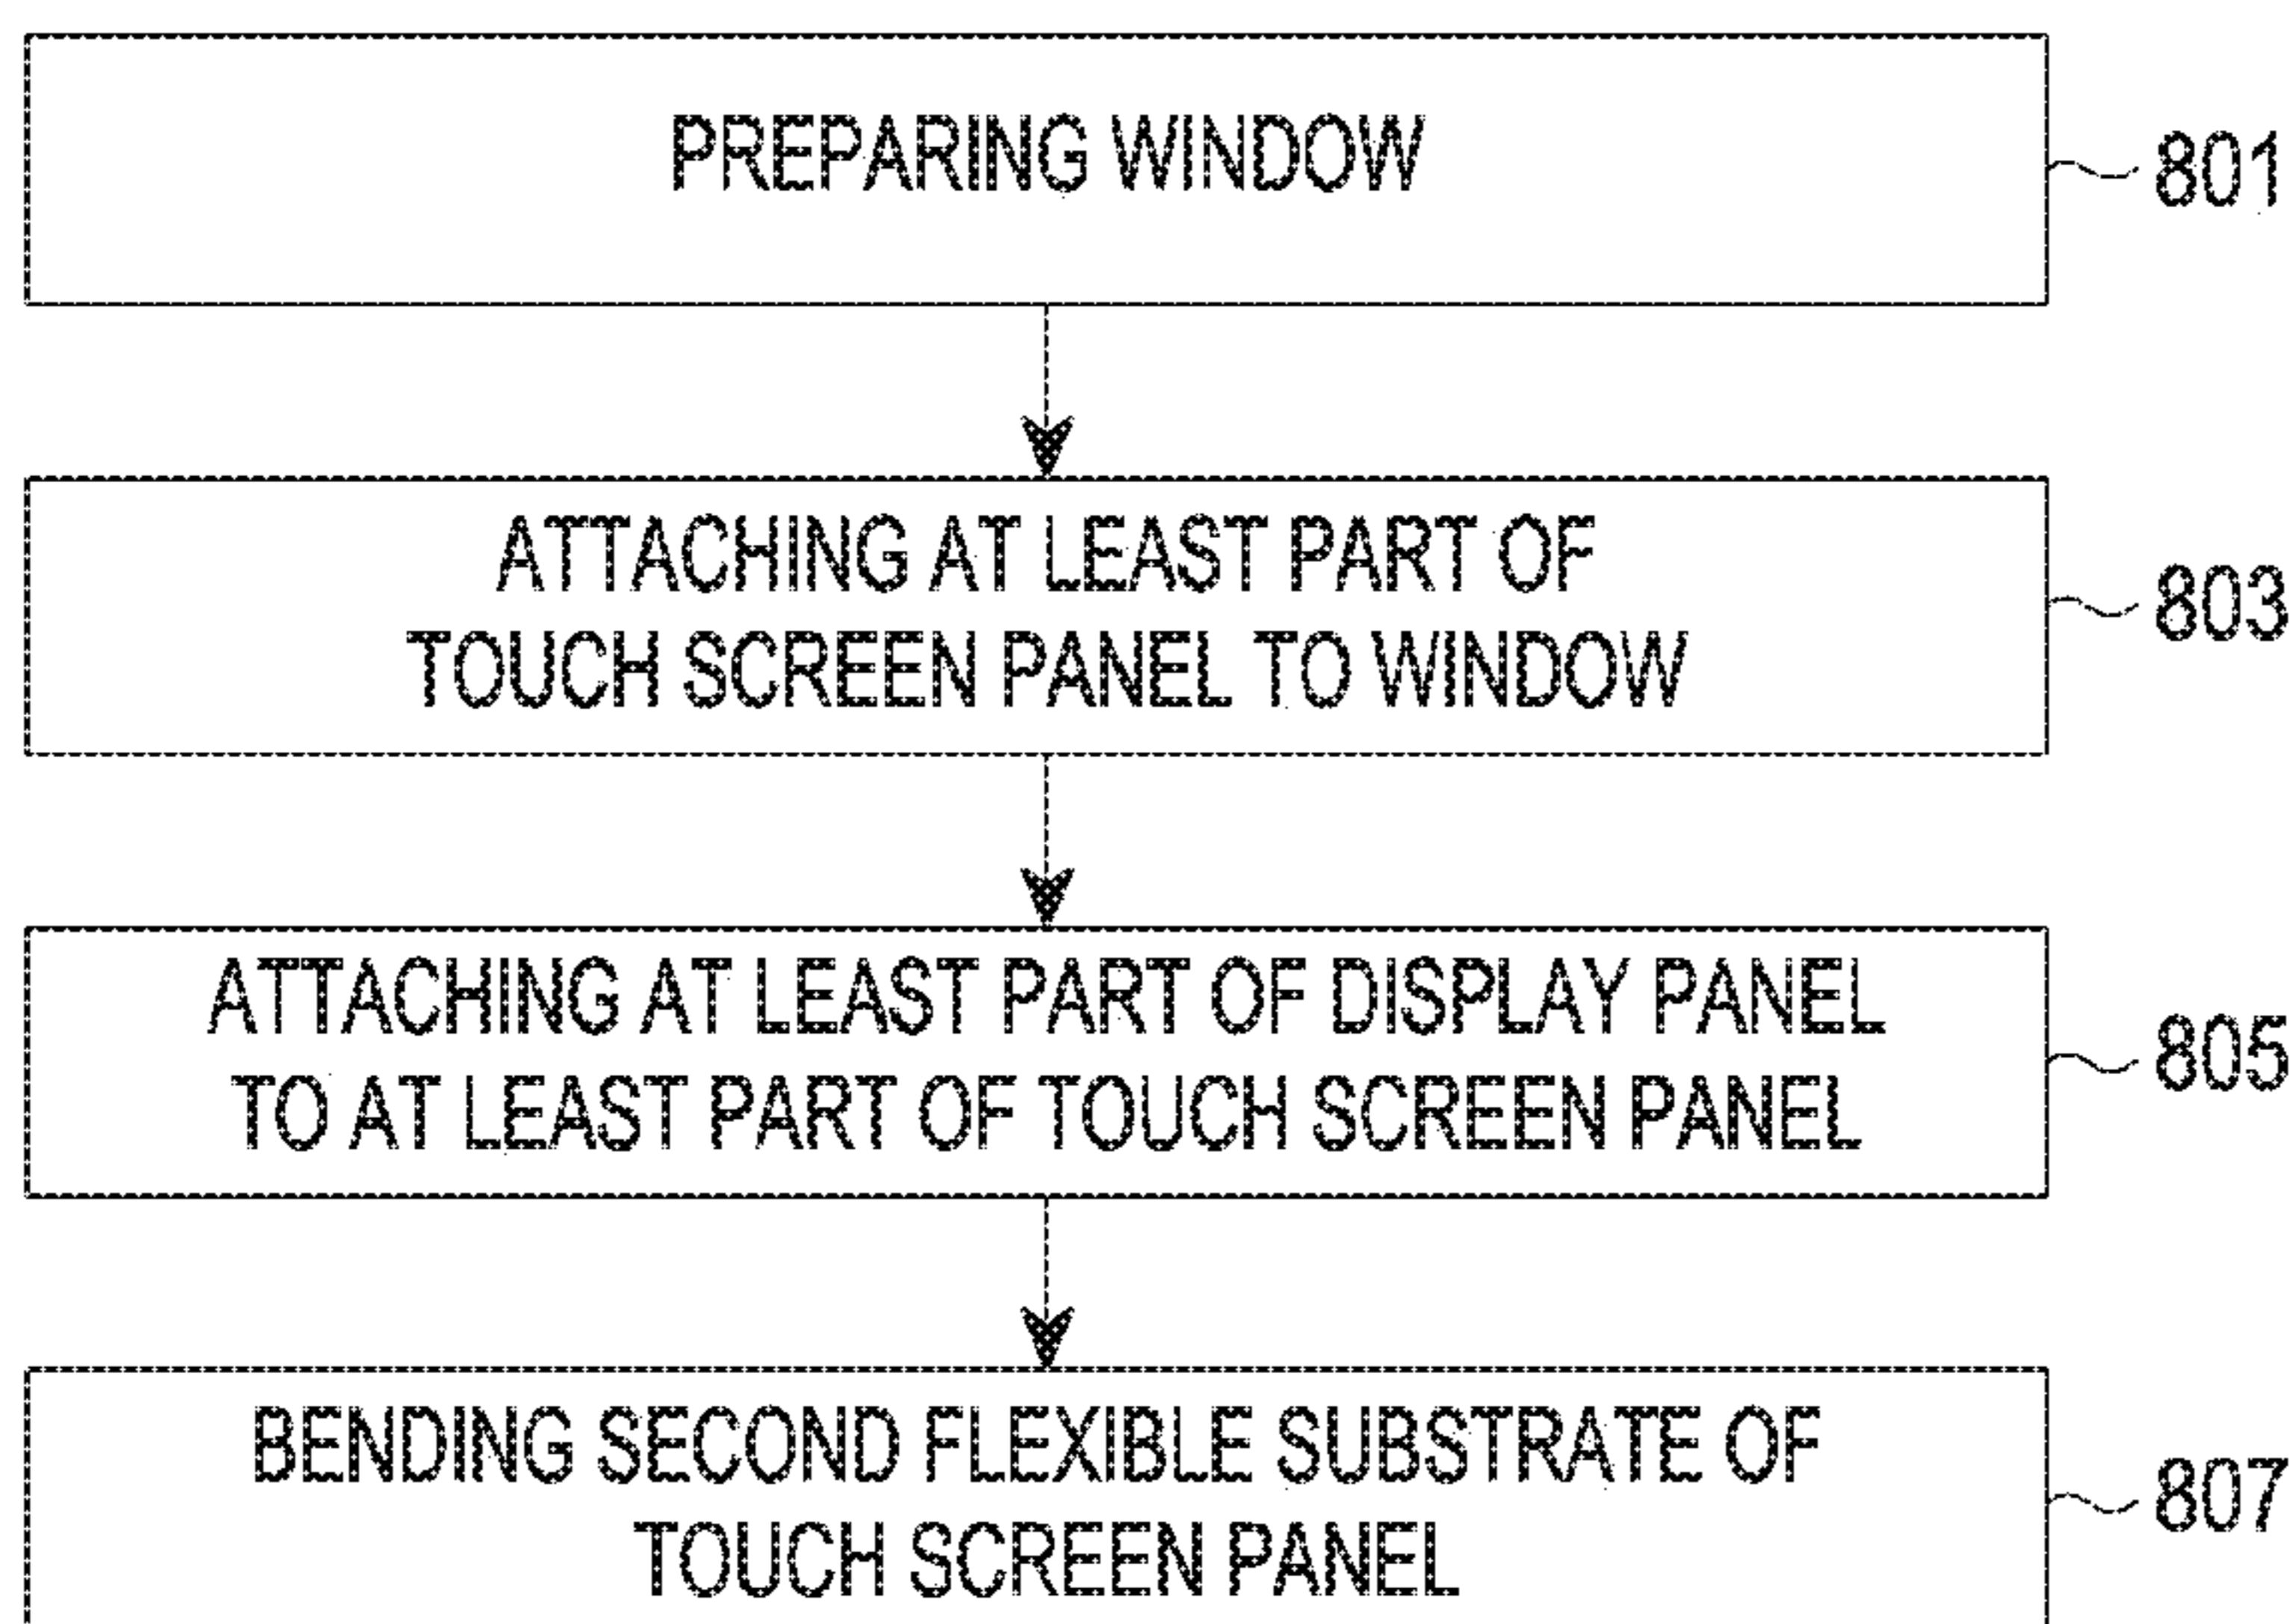 PREPARING WINDOW
801
ATTACHING AT LEAST PART OF
TOUCH SCREEN PANEL TO WINDOW
803
ATTACHING AT LEAST PART OF DISPLAY PANEL
TO AT LEAST PART OF TOUCH SCREEN PANEL
805
BENDING SECOND FLEXIBLE SUBSTRATE OF
TOUCH SCREEN PANEL
807